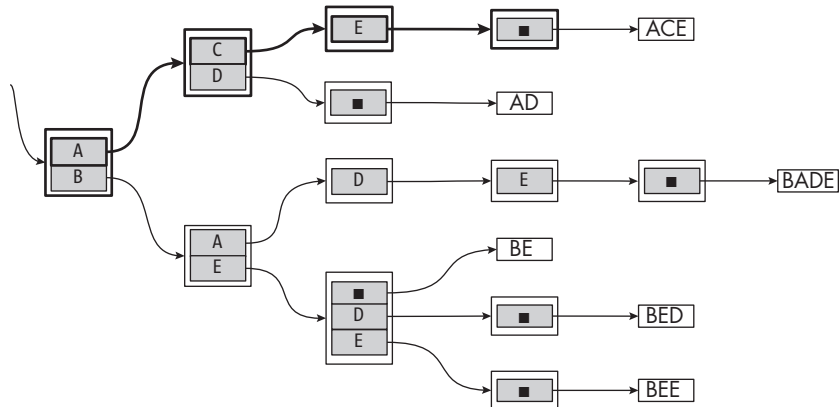 E ■ ACE
C
D
■ AD
A
B
D E ■ BADE
A
E
BE
■
D ■ BED
E
■ BEE